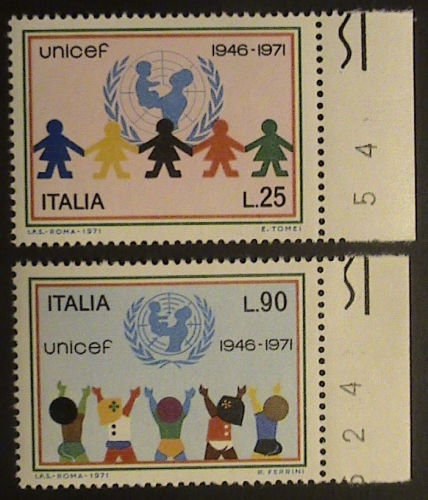 unicef 1946-1971
ITALIA L.25
I.P.S.-ROMA-1971 E. TOMEI
5 4
ITALIA L.90
unicef 1946-1971
I.P.S.-ROMA-1971 R. FERRINI
5 2 4